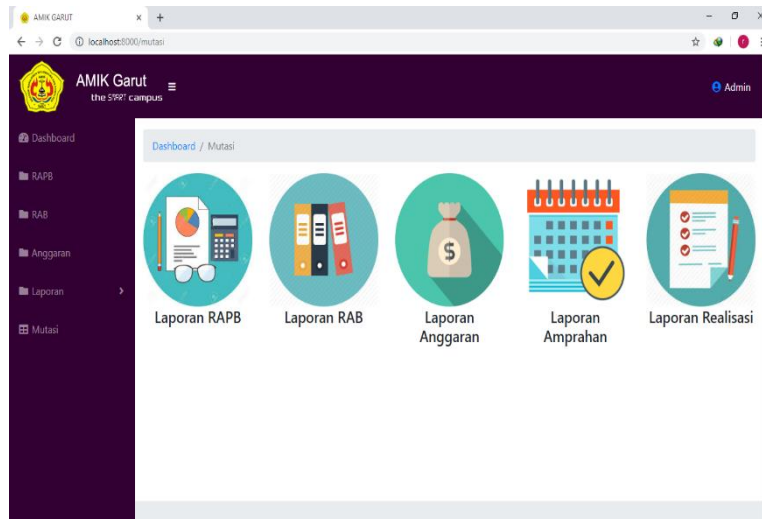 AMIK GARUT
localhost:8000/mutasi
AMIK Garut
the SMART campus
Admin
Dashboard
RAPB
RAB
Anggaran
Laporan
Mutasi
Dashboard / Mutasi
Laporan RAPB
Laporan RAB
Laporan
Anggaran
Laporan
Amprahan
Laporan Realisasi